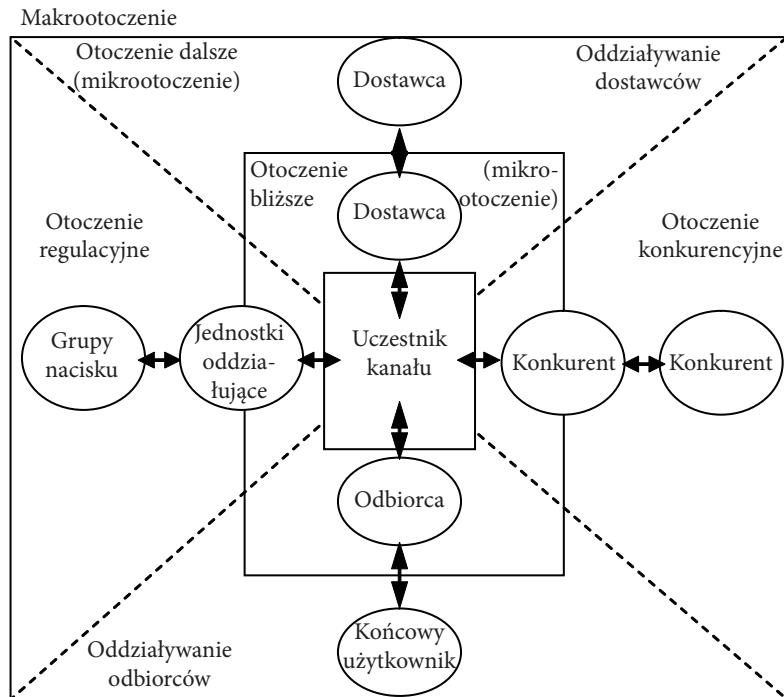 Makrootoczenie
Otoczenie dalsze
(mikrootoczenie)
Dostawca
Oddziaływanie
dostawców
Otoczenie
bliższe
(mikro-
otoczenie)
Dostawca
Otoczenie
regulacyjne
Otoczenie
konkurencyjne
Grupy
nacisku
Jednostki
oddzia-
łujące
Uczestnik
kanału
Konkurent
Konkurent
Odbiorca
Oddziaływanie
odbiorców
Końcowy
użytkownik